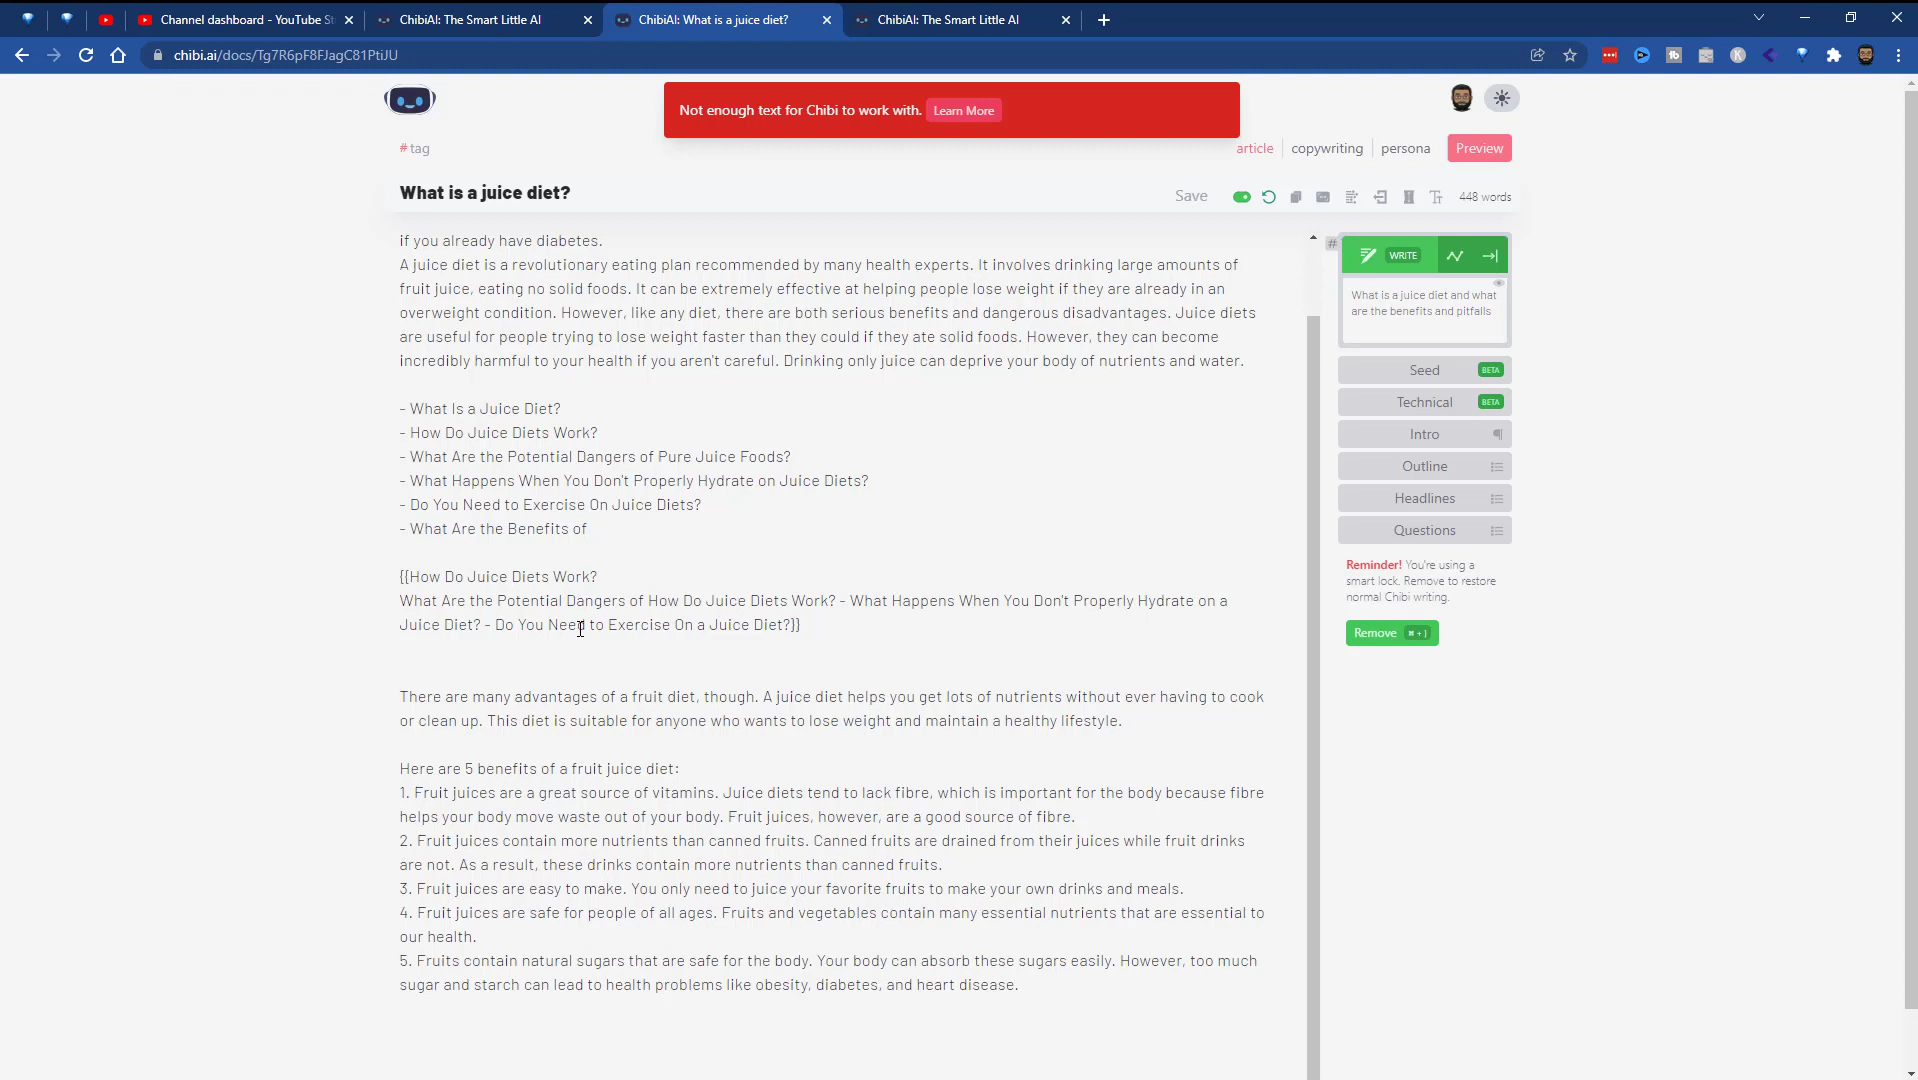 Channel dashboard - YouTube St
ChibiAI: The Smart Little AI
ChibiAI: What is a juice diet?
ChibiAI: The Smart Little AI
chibi.ai/docs/Tg7R6pF8FJagC81PtiJU
Not enough text for Chibi to work with. Learn More
# tag
article
copywriting
persona
Preview
What is a juice diet?
Save
448 words
if you already have diabetes.
A juice diet is a revolutionary eating plan recommended by many health experts. It involves drinking large amounts of
fruit juice, eating no solid foods. It can be extremely effective at helping people lose weight if they are already in an
overweight condition. However, like any diet, there are both serious benefits and dangerous disadvantages. Juice diets
are useful for people trying to lose weight faster than they could if they ate solid foods. However, they can become
incredibly harmful to your health if you aren't careful. Drinking only juice can deprive your body of nutrients and water.
- What Is a Juice Diet?
- How Do Juice Diets Work?
- What Are the Potential Dangers of Pure Juice Foods?
- What Happens When You Don't Properly Hydrate on Juice Diets?
- Do You Need to Exercise On Juice Diets?
- What Are the Benefits of
{{How Do Juice Diets Work?
What Are the Potential Dangers of How Do Juice Diets Work? - What Happens When You Don't Properly Hydrate on a
Juice Diet? - Do You Need to Exercise On a Juice Diet?}}
There are many advantages of a fruit diet, though. A juice diet helps you get lots of nutrients without ever having to cook
or clean up. This diet is suitable for anyone who wants to lose weight and maintain a healthy lifestyle.
Here are 5 benefits of a fruit juice diet:
1. Fruit juices are a great source of vitamins. Juice diets tend to lack fibre, which is important for the body because fibre
helps your body move waste out of your body. Fruit juices, however, are a good source of fibre.
2. Fruit juices contain more nutrients than canned fruits. Canned fruits are drained from their juices while fruit drinks
are not. As a result, these drinks contain more nutrients than canned fruits.
3. Fruit juices are easy to make. You only need to juice your favorite fruits to make your own drinks and meals.
4. Fruit juices are safe for people of all ages. Fruits and vegetables contain many essential nutrients that are essential to
our health.
5. Fruits contain natural sugars that are safe for the body. Your body can absorb these sugars easily. However, too much
sugar and starch can lead to health problems like obesity, diabetes, and heart disease.
#
WRITE
What is a juice diet and what
are the benefits and pitfalls
Seed BETA
Technical BETA
Intro
Outline
Headlines
Questions
Reminder! You're using a
smart lock. Remove to restore
normal Chibi writing.
Remove ⌘ + ]